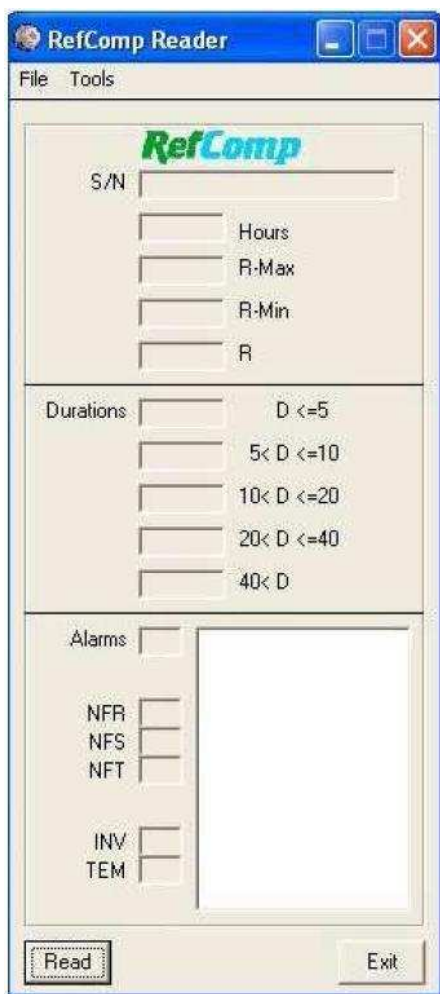 RefComp Reader
File Tools
RefComp
S/N
Hours
R-Max
R-Min
R
Durations D <=5
5< D <=10
10< D <=20
20< D <=40
40< D
Alarms
NFR
NFS
NFT
INV
TEM
Read Exit